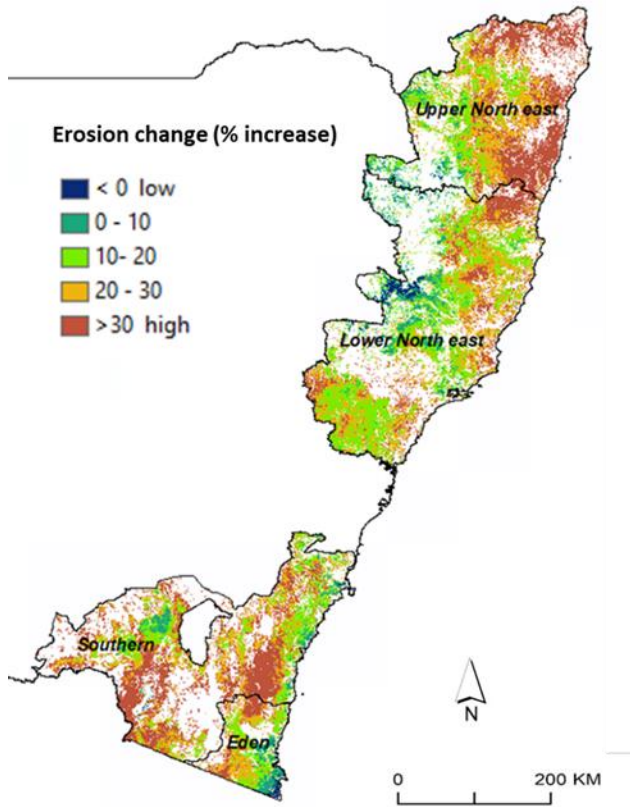 Upper North east
Erosion change (% increase)
< 0 low
0 - 10
10- 20
20 - 30
>30 high
Lower North east
Southern
Eden
N
0 200 KM